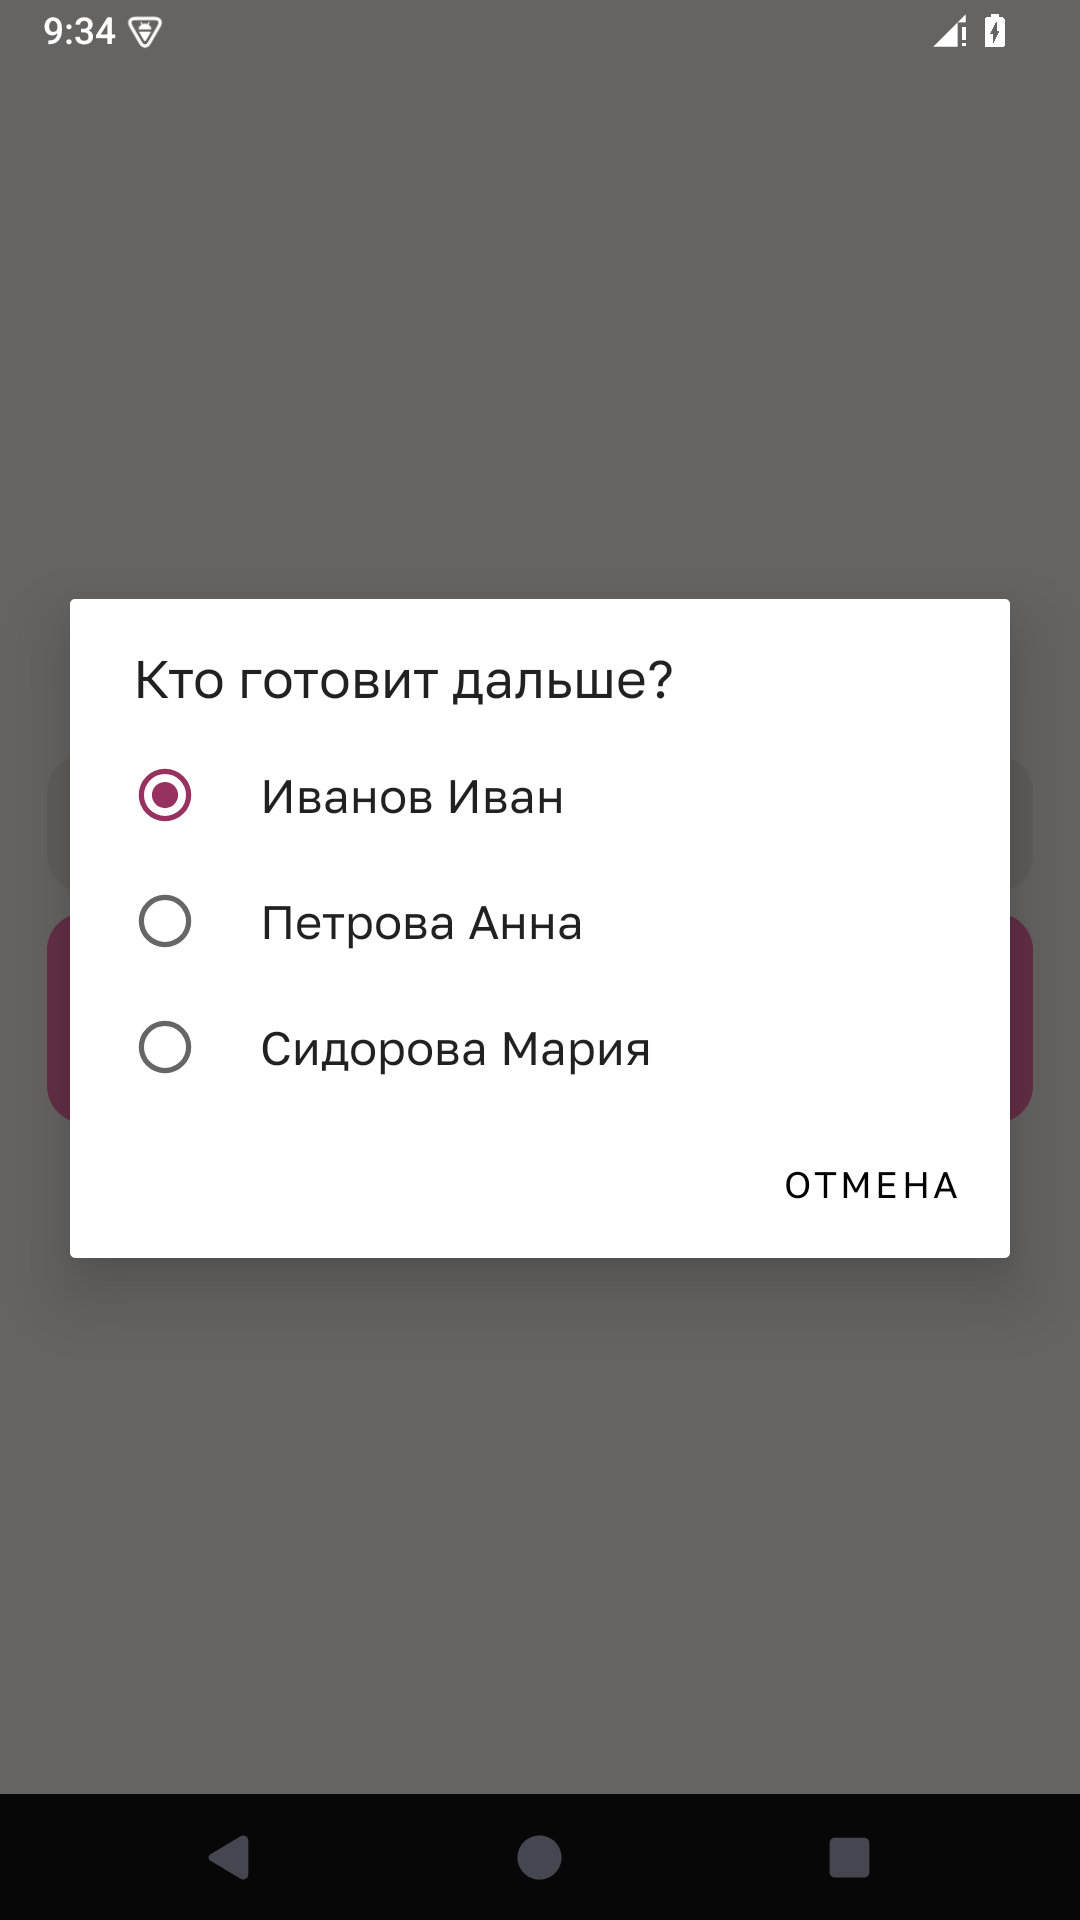 9:34
Кто готовит дальше?
Иванов Иван
Петрова Анна
Сидорова Мария
ОТМЕНА